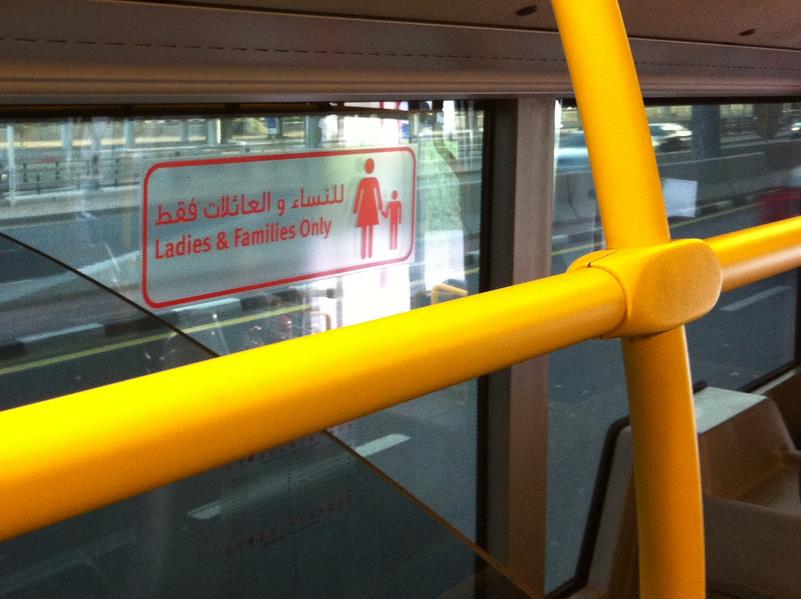 للنساء و العائلات فقط
Ladies & Families Only